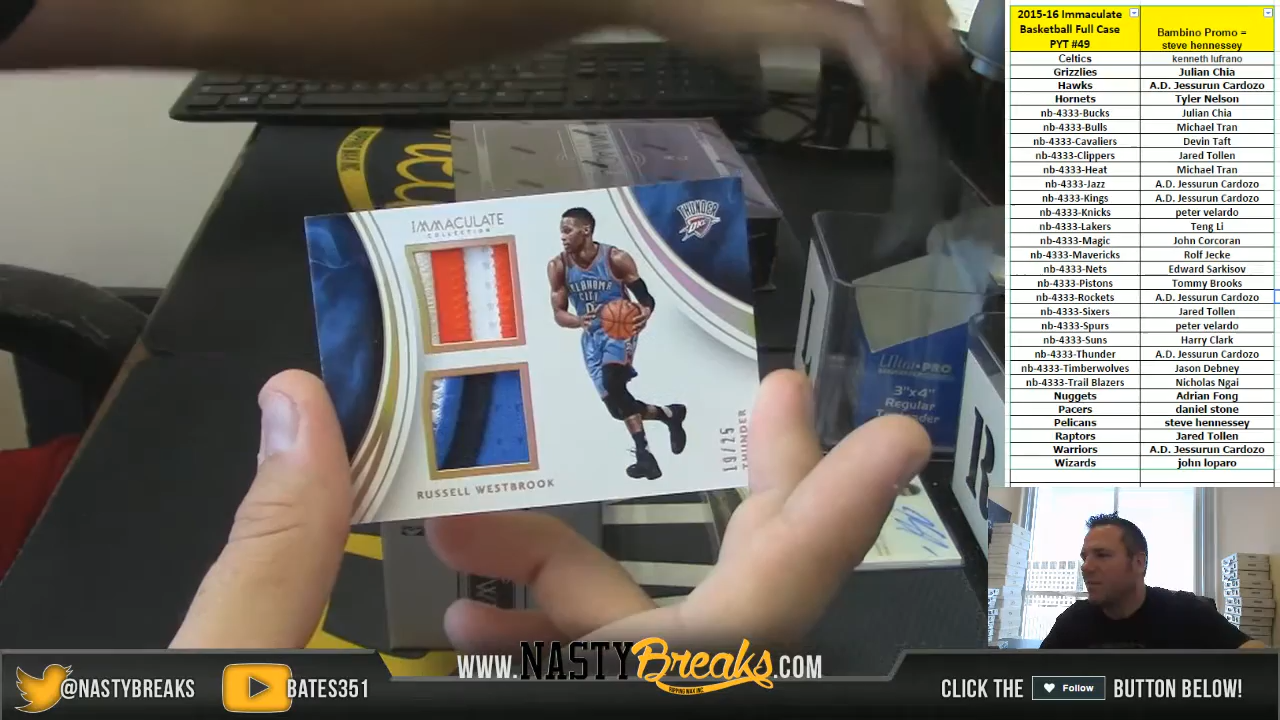 IMMACULATE
COLLECTION
THUNDER
OKC
OKLAHOMA
CITY
RUSSELL WESTBROOK
19/25
THUNDER
Ultra·PRO
3"x4"
Regular
2015-16 Immaculate Basketball Full Case PYT #49 Bambino Promo = steve hennessey
Celtics kenneth lufrano
Grizzlies Julian Chia
Hawks A.D. Jessurun Cardozo
Hornets Tyler Nelson
nb-4333-Bucks Julian Chia
nb-4333-Bulls Michael Tran
nb-4333-Cavaliers Devin Taft
nb-4333-Clippers Jared Tollen
nb-4333-Heat Michael Tran
nb-4333-Jazz A.D. Jessurun Cardozo
nb-4333-Kings A.D. Jessurun Cardozo
nb-4333-Knicks peter velardo
nb-4333-Lakers Teng Li
nb-4333-Magic John Corcoran
nb-4333-Mavericks Rolf Jecke
nb-4333-Nets Edward Sarkisov
nb-4333-Pistons Tommy Brooks
nb-4333-Rockets A.D. Jessurun Cardozo
nb-4333-Sixers Jared Tollen
nb-4333-Spurs peter velardo
nb-4333-Suns Harry Clark
nb-4333-Thunder A.D. Jessurun Cardozo
nb-4333-Timberwolves Jason Debney
nb-4333-Trail Blazers Nicholas Ngai
Nuggets Adrian Fong
Pacers daniel stone
Pelicans steve hennessey
Raptors Jared Tollen
Warriors A.D. Jessurun Cardozo
Wizards john loparo
@NASTYBREAKS
BATES351
WWW.NASTYBreaks.COM
RIPPING WAX INC.
CLICK THE Follow BUTTON BELOW!